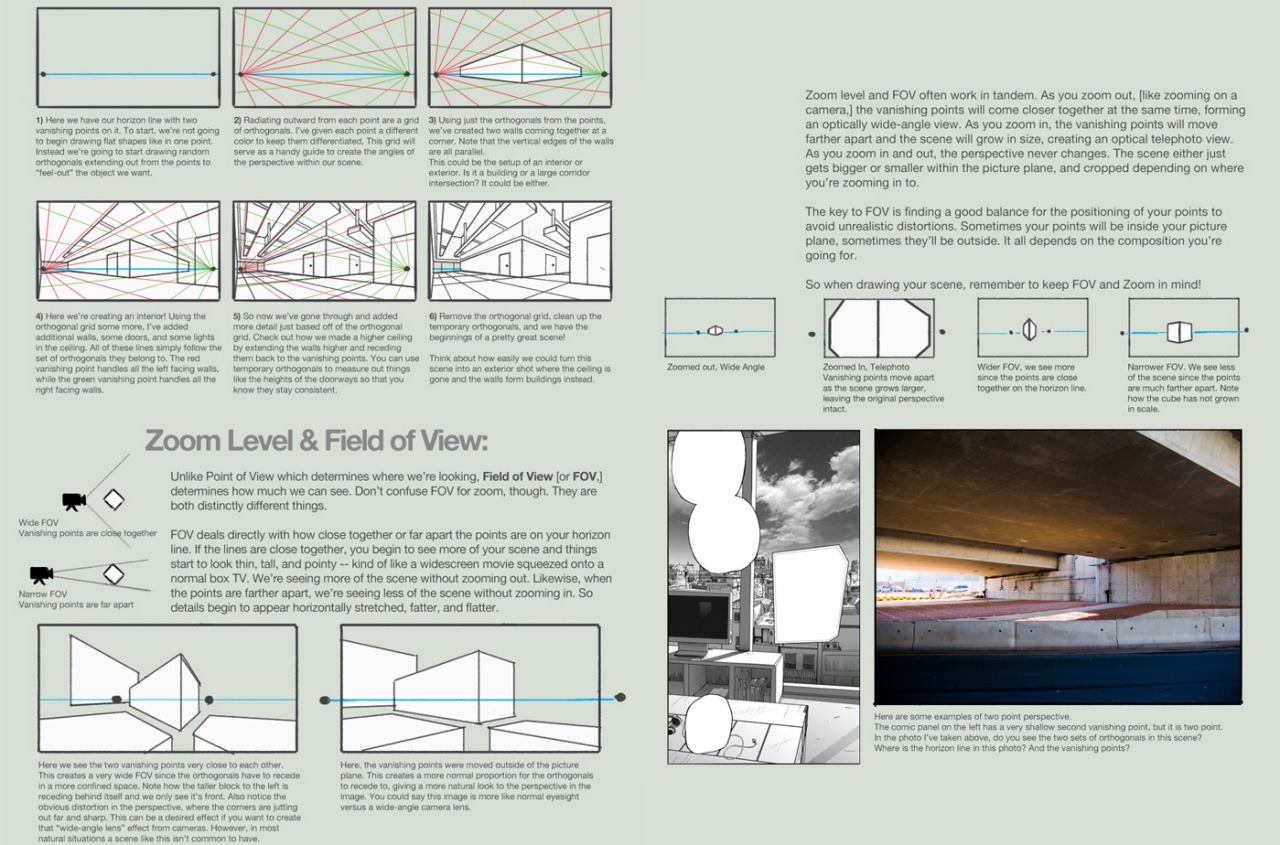 1) Here we have our horizon line with two
vanishing points on it. To start, we're not going
to begin drawing flat shapes like in one point.
Instead we're going to start drawing random
orthogonals extending out from the points to
"feel-out" the object we want.
2) Radiating outward from each point are a grid
of orthogonals. I've given each point a different
color to keep them differentiated. This grid will
serve as a handy guide to create the angles of
the perspective within our scene.
3) Using just the orthogonals from the points,
we've created two walls coming together at a
corner. Note that the vertical edges of the walls
are all parallel.
This could be the setup of an interior or
exterior. Is it a building or a large corridor
intersection? It could be either.
4) Here we're creating an interior! Using the
orthogonal grid some more, I've added
additional walls, some doors, and some lights
in the ceiling. All of these lines simply follow the
set of orthogonals they belong to. The red
vanishing point handles all the left facing walls,
while the green vanishing point handles all the
right facing walls.
5) So now we've gone through and added
more detail just based off of the orthogonal
grid. Check out how we made a higher ceiling
by extending the walls higher and receding
them back to the vanishing points. You can use
temporary orthogonals to measure out things
like the heights of the doorways so that you
know they stay consistent.
6) Remove the orthogonal grid, clean up the
temporary orthogonals, and we have the
beginnings of a pretty great scene!
Think about how easily we could turn this
scene into an exterior shot where the ceiling is
gone and the walls form buildings instead.
Zoom Level & Field of View:
Unlike Point of View which determines where we're looking, Field of View [or FOV,]
determines how much we can see. Don't confuse FOV for zoom, though. They are
both distinctly different things.
FOV deals directly with how close together or far apart the points are on your horizon
line. If the lines are close together, you begin to see more of your scene and things
start to look thin, tall, and pointy -- kind of like a widescreen movie squeezed onto a
normal box TV. We're seeing more of the scene without zooming out. Likewise, when
the points are farther apart, we're seeing less of the scene without zooming in. So
details begin to appear horizontally stretched, fatter, and flatter.
Wide FOV
Vanishing points are close together
Narrow FOV
Vanishing points are far apart
Here we see the two vanishing points very close to each other.
This creates a very wide FOV since the orthogonals have to recede
in a more confined space. Note how the taller block to the left is
receding behind itself and we only see it's front. Also notice the
obvious distortion in the perspective, where the corners are jutting
out far and sharp. This can be a desired effect if you want to create
that "wide-angle lens" effect from cameras. However, in most
natural situations a scene like this isn't common to have.
Here, the vanishing points were moved outside of the picture
plane. This creates a more normal proportion for the orthogonals
to recede to, giving a more natural look to the perspective in the
image. You could say this image is more like normal eyesight
versus a wide-angle camera lens.
Zoom level and FOV often work in tandem. As you zoom out, [like zooming on a
camera,] the vanishing points will come closer together at the same time, forming
an optically wide-angle view. As you zoom in, the vanishing points will move
farther apart and the scene will grow in size, creating an optical telephoto view.
As you zoom in and out, the perspective never changes. The scene either just
gets bigger or smaller within the picture plane, and cropped depending on where
you're zooming in to.
The key to FOV is finding a good balance for the positioning of your points to
avoid unrealistic distortions. Sometimes your points will be inside your picture
plane, sometimes they'll be outside. It all depends on the composition you're
going for.
So when drawing your scene, remember to keep FOV and Zoom in mind!
Zoomed out, Wide Angle
Zoomed In, Telephoto
Vanishing points move apart
as the scene grows larger,
leaving the original perspective
intact.
Wider FOV, we see more
since the points are close
together on the horizon line.
Narrower FOV. We see less
of the scene since the points
are much farther apart. Note
how the cube has not grown
in scale.
Here are some examples of two point perspective.
The comic panel on the left has a very shallow second vanishing point, but it is two point.
In the photo I've taken above, do you see the two sets of orthogonals in this scene?
Where is the horizon line in this photo? And the vanishing points?